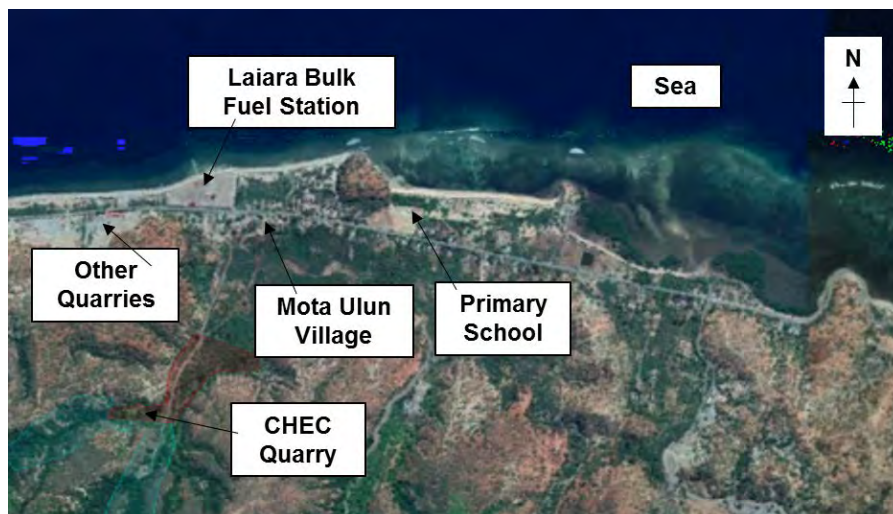 Laiara Bulk
Fuel Station
Sea
N
Other
Quarries
Mota Ulun
Village
Primary
School
CHEC
Quarry